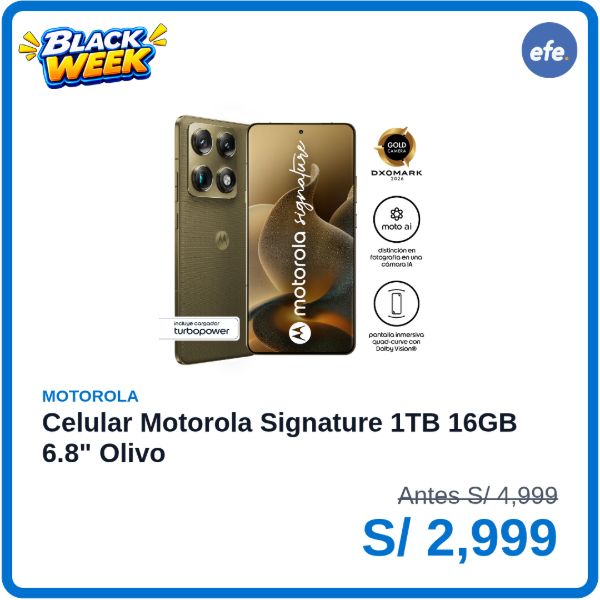 BLACK
WEEK
efe.
GOLD
CAMERA
DXOMARK
2026
moto ai
distinción en
fotografía en una
cámara IA
motorola signature
incluye cargador
turbopower
pantalla inmersiva
quad-curve con
Dolby Vision®
MOTOROLA
Celular Motorola Signature 1TB 16GB
6.8" Olivo
Antes S/ 4,999
S/ 2,999